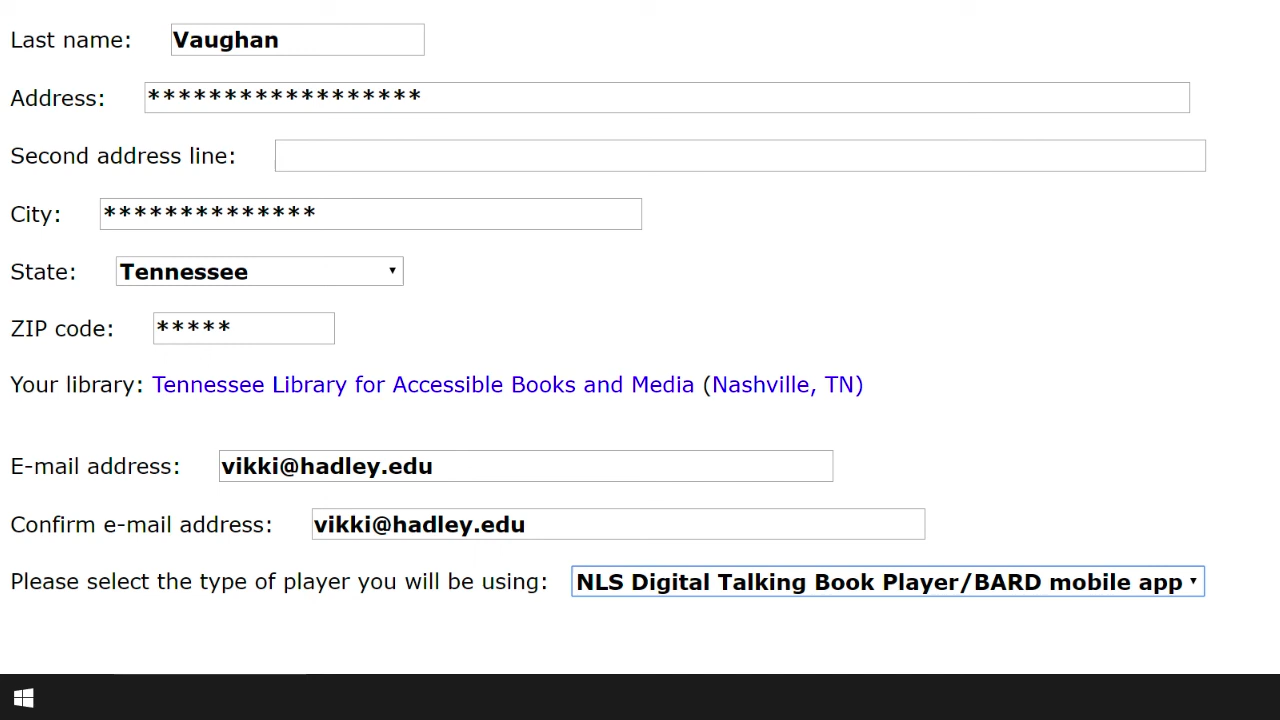 Last name: Vaughan
Address: ******************
Second address line:
City: **************
State: Tennessee
ZIP code: *****
Your library: Tennessee Library for Accessible Books and Media (Nashville, TN)
E-mail address: vikki@hadley.edu
Confirm e-mail address: vikki@hadley.edu
Please select the type of player you will be using: NLS Digital Talking Book Player/BARD mobile app